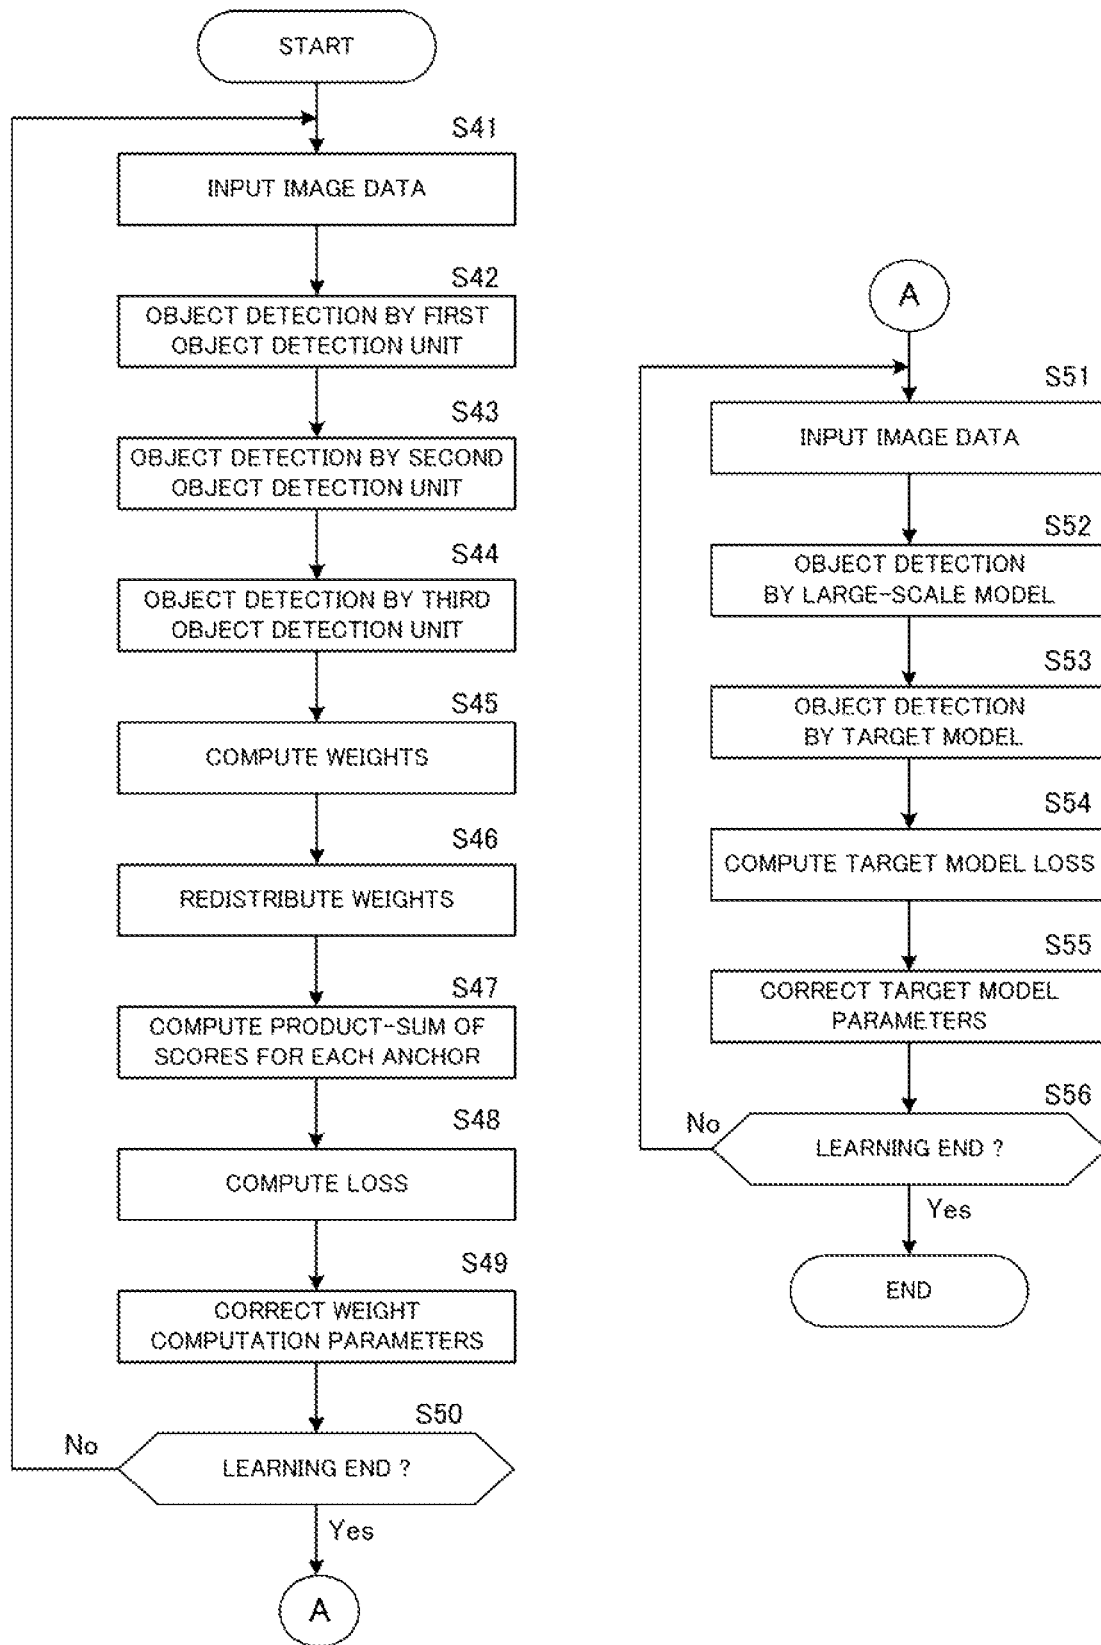 START
S41
INPUT IMAGE DATA
S42
OBJECT DETECTION BY FIRST
OBJECT DETECTION UNIT
S43
OBJECT DETECTION BY SECOND
OBJECT DETECTION UNIT
S44
OBJECT DETECTION BY THIRD
OBJECT DETECTION UNIT
S45
COMPUTE WEIGHTS
S46
REDISTRIBUTE WEIGHTS
S47
COMPUTE PRODUCT-SUM OF
SCORES FOR EACH ANCHOR
S48
COMPUTE LOSS
S49
CORRECT WEIGHT
COMPUTATION PARAMETERS
S50
No
LEARNING END ?
Yes
A
A
S51
INPUT IMAGE DATA
S52
OBJECT DETECTION
BY LARGE-SCALE MODEL
S53
OBJECT DETECTION
BY TARGET MODEL
S54
COMPUTE TARGET MODEL LOSS
S55
CORRECT TARGET MODEL
PARAMETERS
S56
No
LEARNING END ?
Yes
END